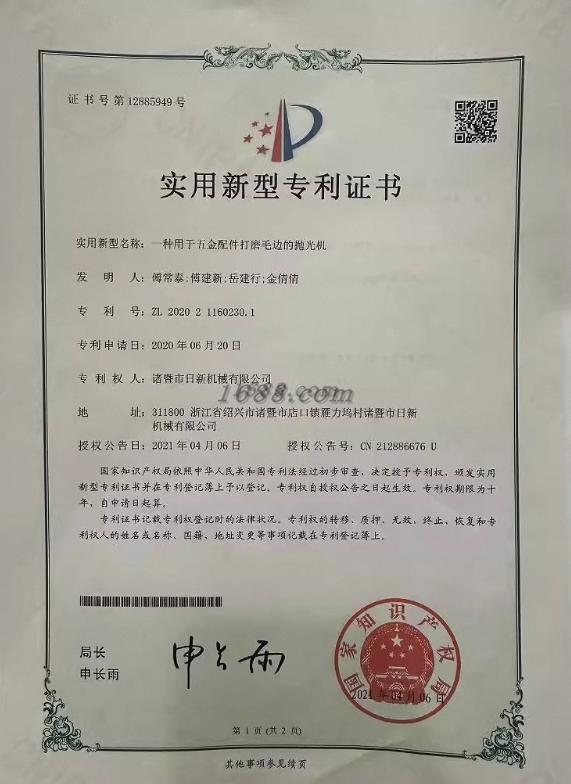 证书号第12885949号
实用新型专利证书
实用新型名称：一种用于五金配件打磨毛边的抛光机
发 明 人：傅常泰;傅建新;岳建行;金倩倩
专 利 号：ZL 2020 2 1160230.1
专利申请日：2020年06月20日
专 利 权 人：诸暨市日新机械有限公司
1688.com
地 址：311800 浙江省绍兴市诸暨市店口镇雁力坞村诸暨市日新
机械有限公司
授权公告日：2021年04月06日 授权公告号：CN 212886676 U
国家知识产权局依照中华人民共和国专利法经过初步审查，决定授予专利权，颁发实用
新型专利证书并在专利登记簿上予以登记。专利权自授权公告之日起生效。专利权期限为十
年，自申请日起算。
专利证书记载专利权登记时的法律状况。专利权的转移、质押、无效、终止、恢复和专
利权人的姓名或名称、国籍、地址变更等事项记载在专利登记簿上。
局长
申长雨
申长雨
国家知识产权局
2021年04月06日
第 1 页 (共 2 页)
其他事项参见续页